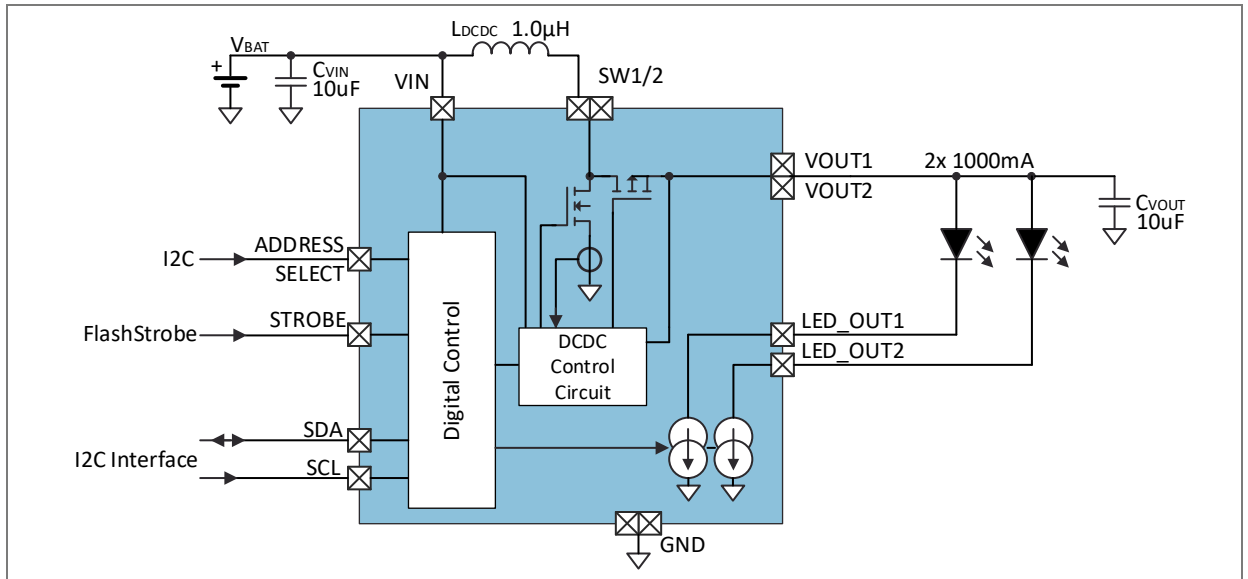 LDCDC 1.0µH
VBAT
+
CVIN
10uF
VIN
SW1/2
VOUT1
2x 1000mA
VOUT2
CVOUT
10uF
I2C
ADDRESS
SELECT
FlashStrobe
STROBE
LED_OUT1
LED_OUT2
DCDC
Control
Circuit
Digital Control
I2C Interface
SDA
SCL
GND